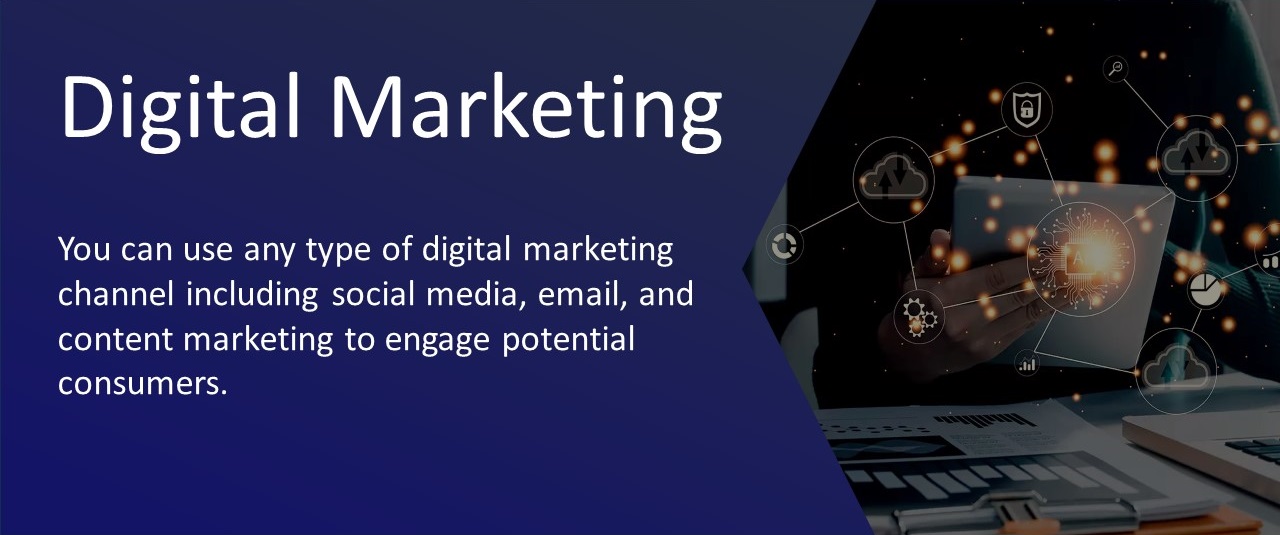 Digital Marketing
You can use any type of digital marketing
channel including social media, email, and
content marketing to engage potential
consumers.
AI